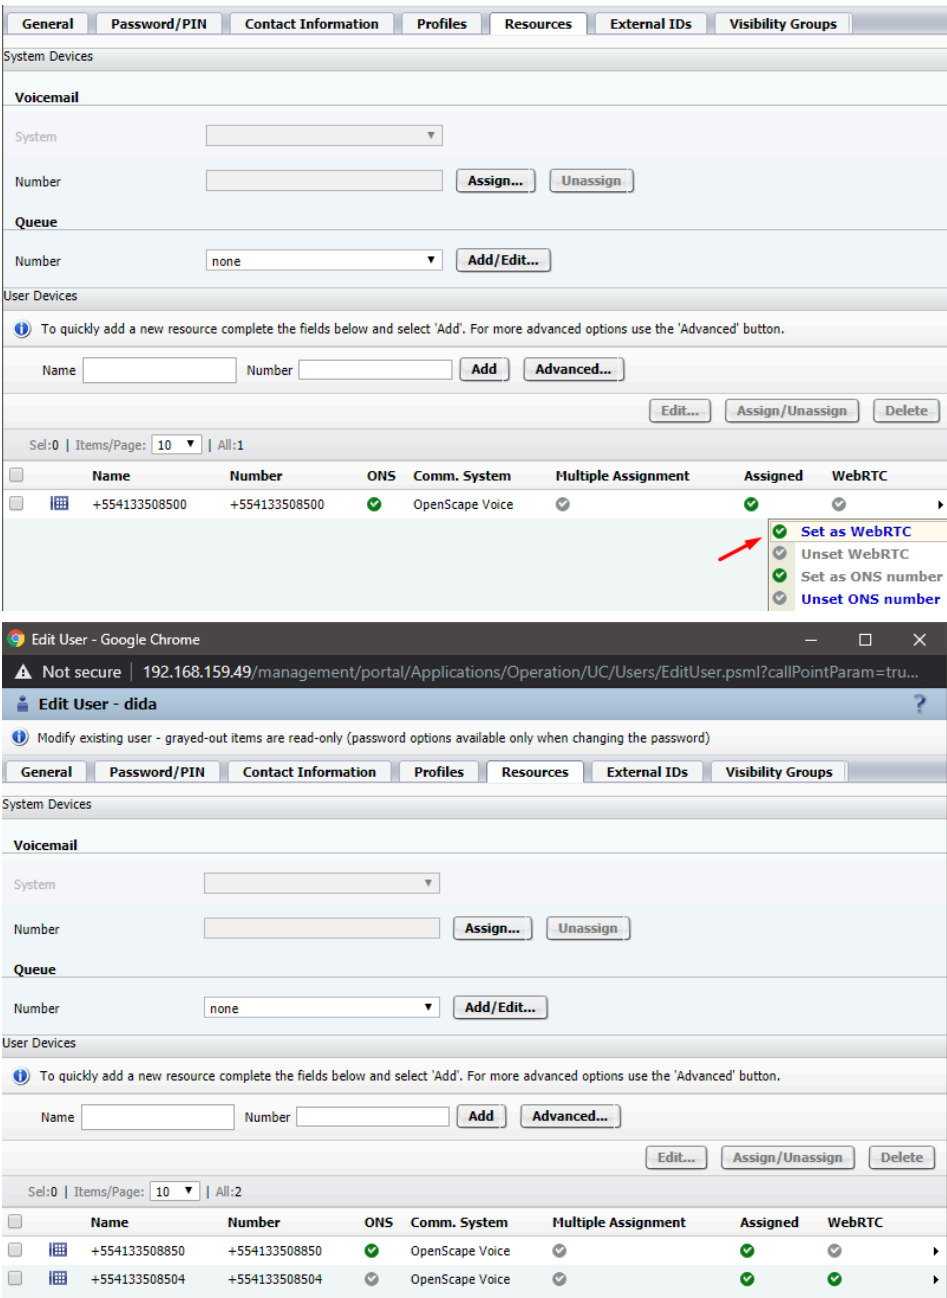 General Password/PIN Contact Information Profiles Resources External IDs Visibility Groups
System Devices
Voicemail
System
Number Assign... Unassign
Queue
Number none Add/Edit...
User Devices
To quickly add a new resource complete the fields below and select 'Add'. For more advanced options use the 'Advanced' button.
Name Number Add Advanced...
Edit... Assign/Unassign Delete
Sel:0 | Items/Page: 10 | All:1
Name Number ONS Comm. System Multiple Assignment Assigned WebRTC
+554133508500 +554133508500 OpenScape Voice
Set as WebRTC
Unset WebRTC
Set as ONS number
Unset ONS number
Edit User - Google Chrome
Not secure | 192.168.159.49/management/portal/Applications/Operation/UC/Users/EditUser.psml?callPointParam=tru...
Edit User - dida ?
Modify existing user - grayed-out items are read-only (password options available only when changing the password)
General Password/PIN Contact Information Profiles Resources External IDs Visibility Groups
System Devices
Voicemail
System
Number Assign... Unassign
Queue
Number none Add/Edit...
User Devices
To quickly add a new resource complete the fields below and select 'Add'. For more advanced options use the 'Advanced' button.
Name Number Add Advanced...
Edit... Assign/Unassign Delete
Sel:0 | Items/Page: 10 | All:2
Name Number ONS Comm. System Multiple Assignment Assigned WebRTC
+554133508850 +554133508850 OpenScape Voice
+554133508504 +554133508504 OpenScape Voice